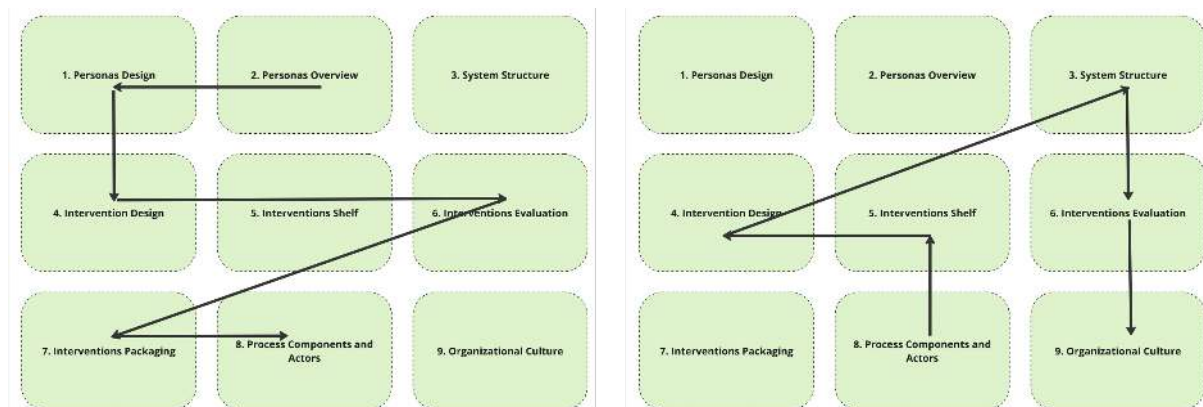 1. Personas Design
2. Personas Overview
3. System Structure
4. Intervention Design
5. Interventions Shelf
6. Interventions Evaluation
7. Interventions Packaging
8. Process Components and
Actors
9. Organizational Culture
1. Personas Design
2. Personas Overview
3. System Structure
4. Intervention Design
5. Interventions Shelf
6. Interventions Evaluation
7. Interventions Packaging
8. Process Components and
Actors
9. Organizational Culture